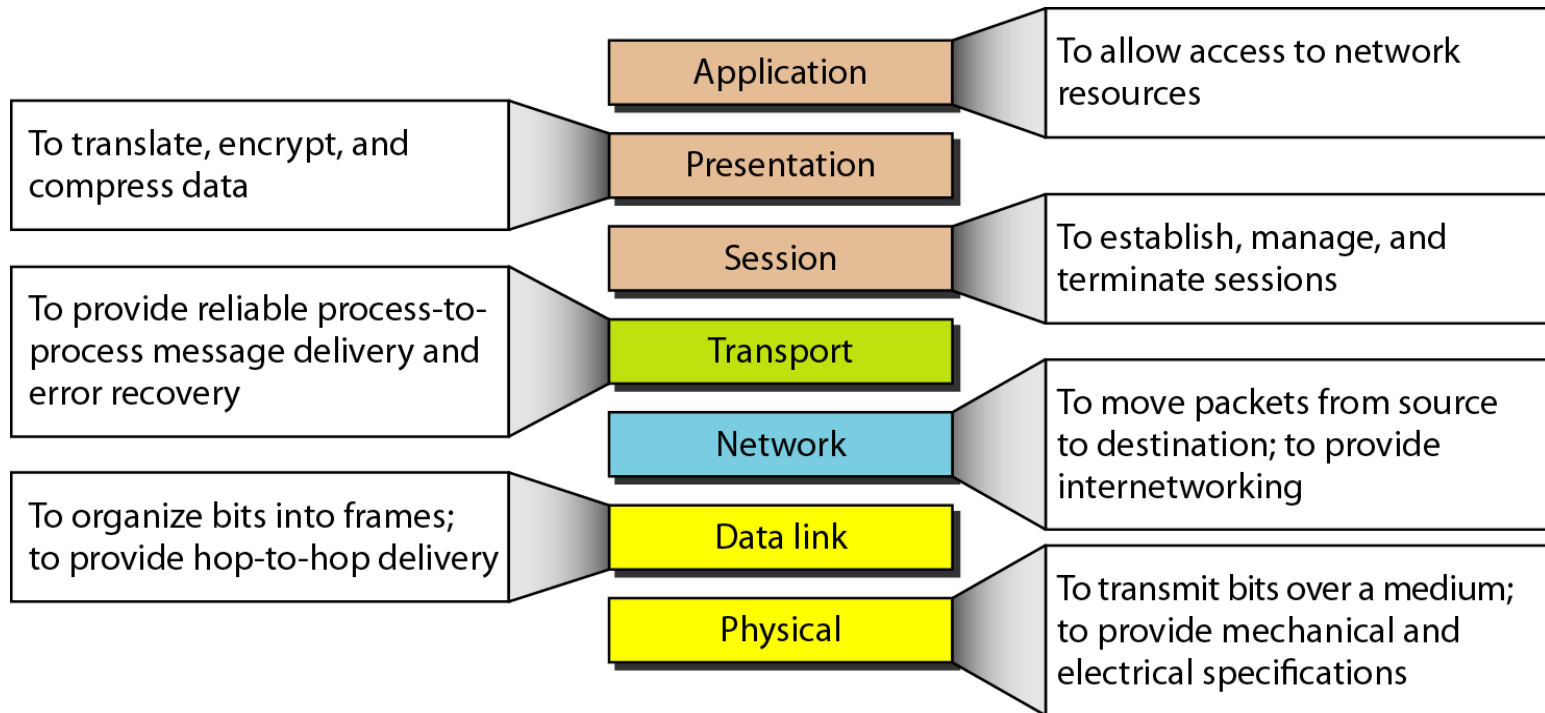 Application
To allow access to network
resources
To translate, encrypt, and
compress data
Presentation
Session
To establish, manage, and
terminate sessions
To provide reliable process-to-
process message delivery and
error recovery
Transport
Network
To move packets from source
to destination; to provide
internetworking
To organize bits into frames;
to provide hop-to-hop delivery
Data link
Physical
To transmit bits over a medium;
to provide mechanical and
electrical specifications